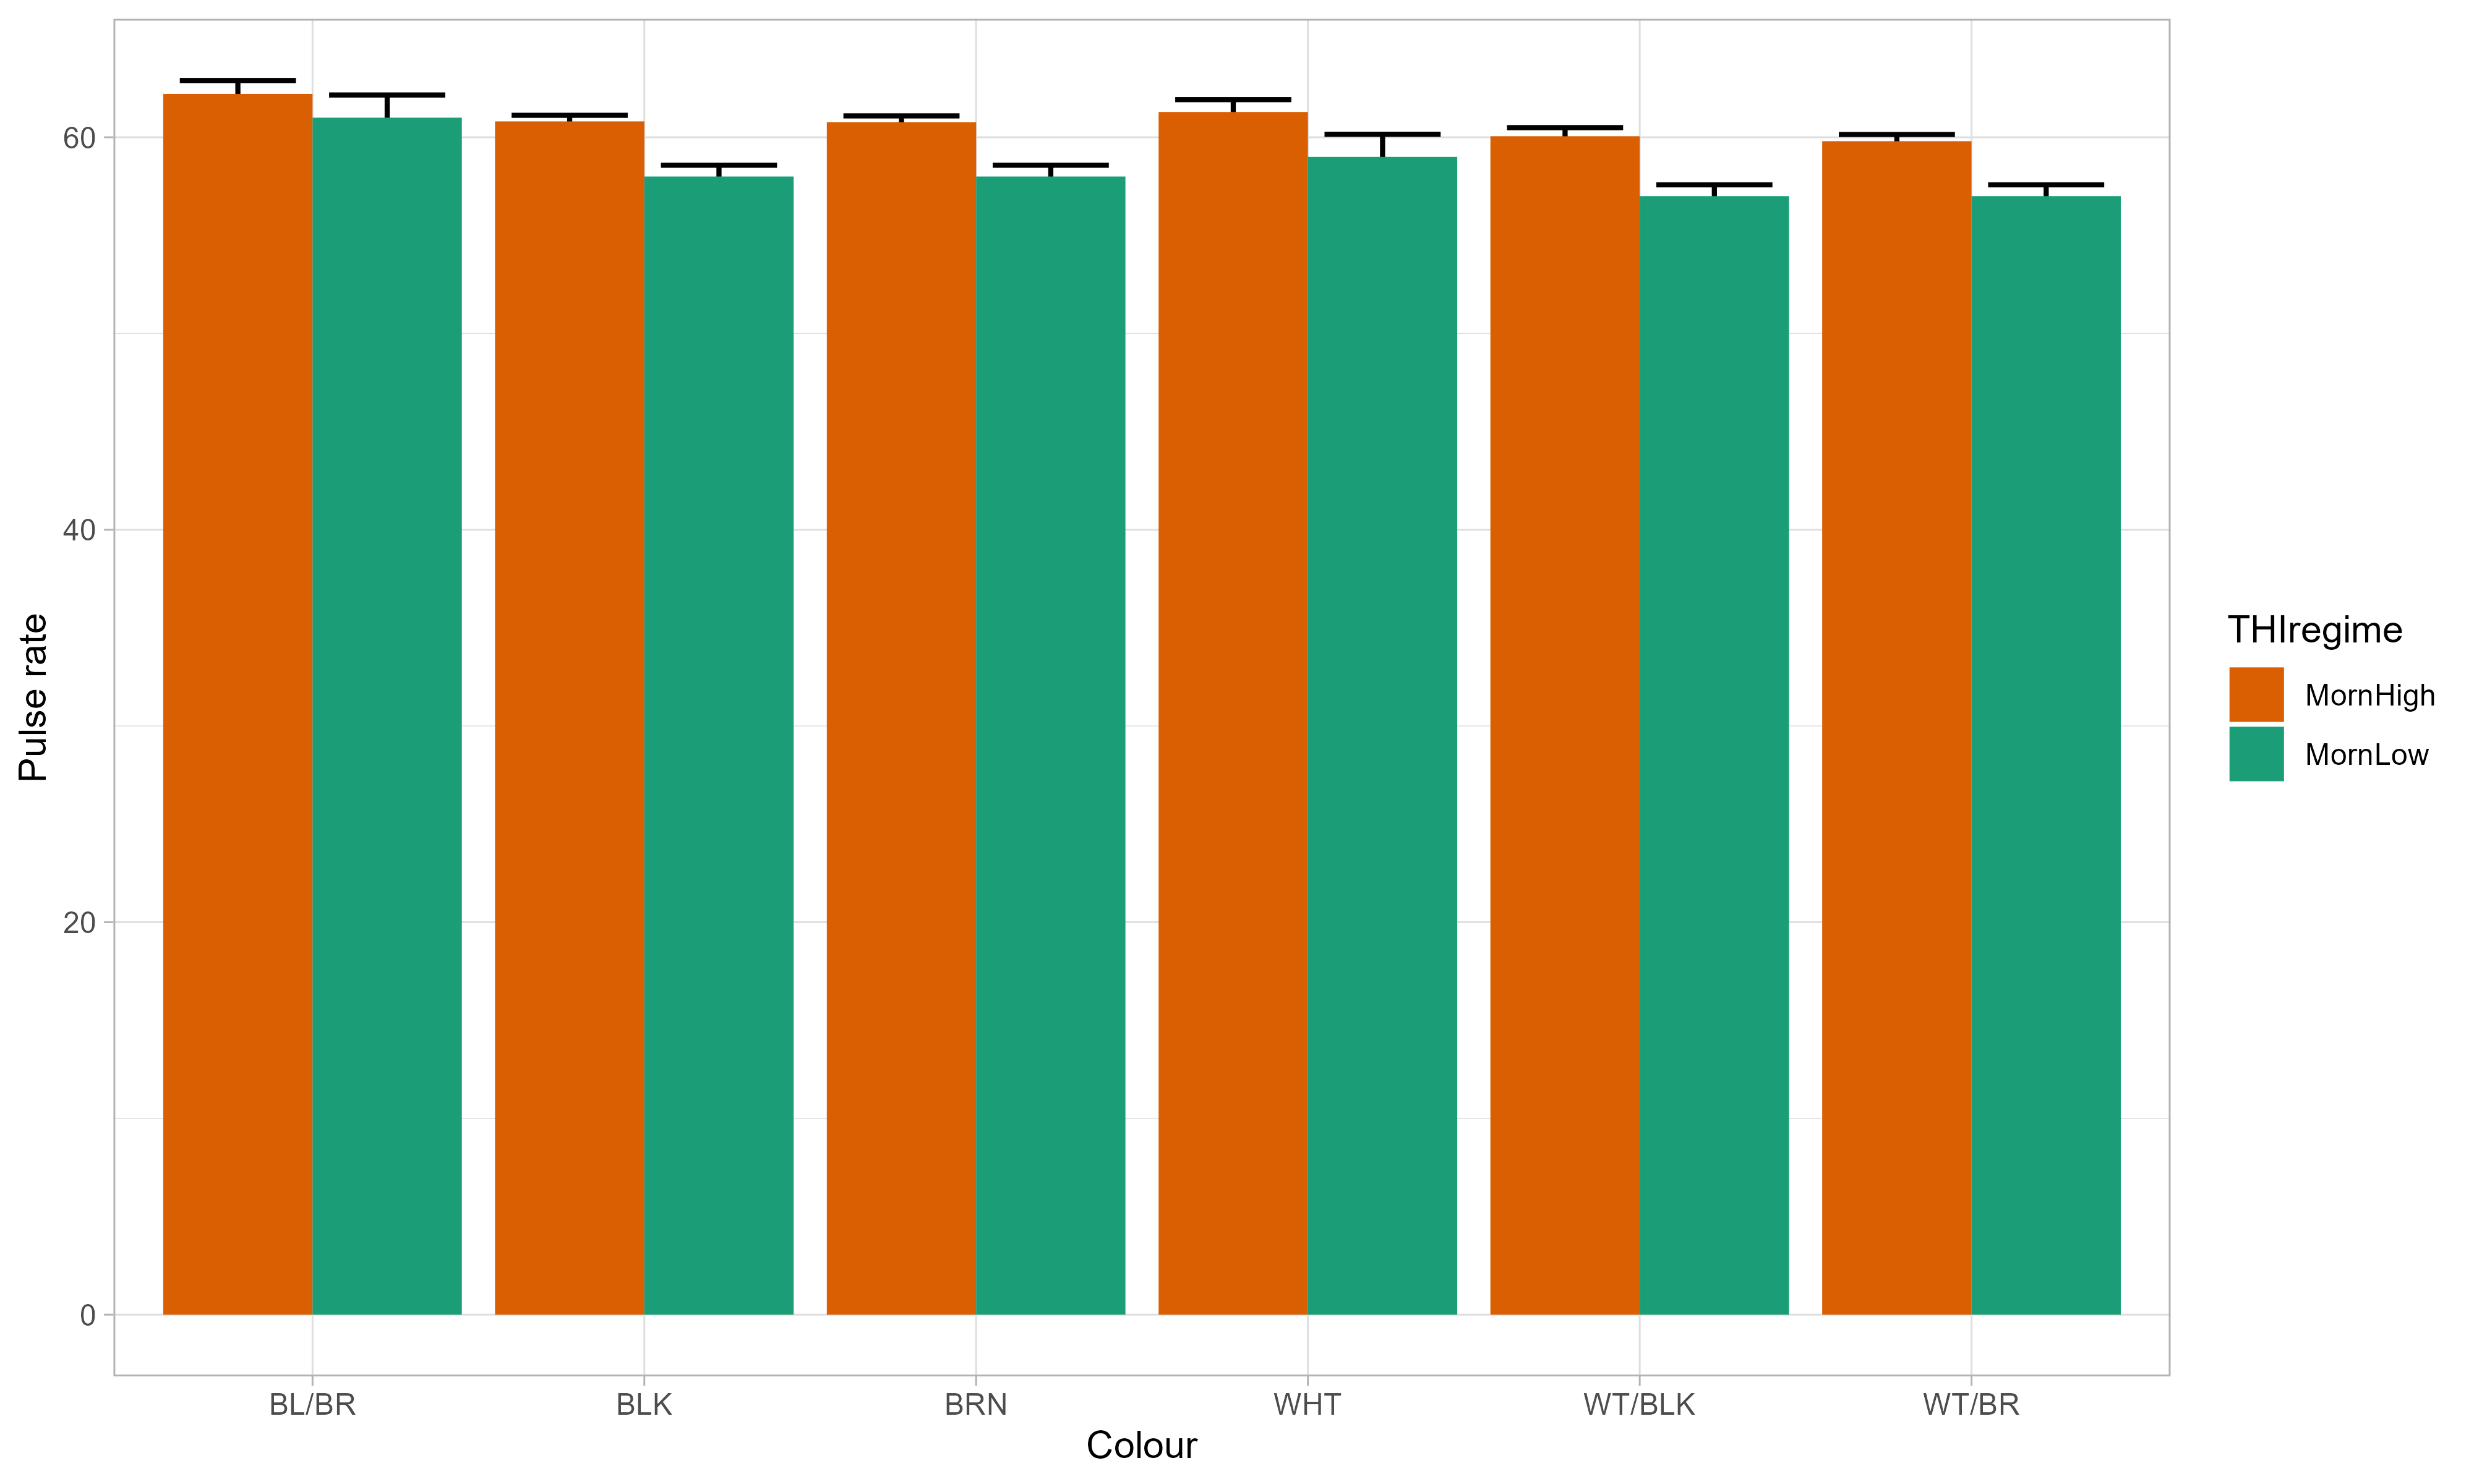 60
40
20
0
Pulse rate
BL/BR
BLK
BRN
WHT
WT/BLK
WT/BR
Colour
THIregime
MornHigh
MornLow